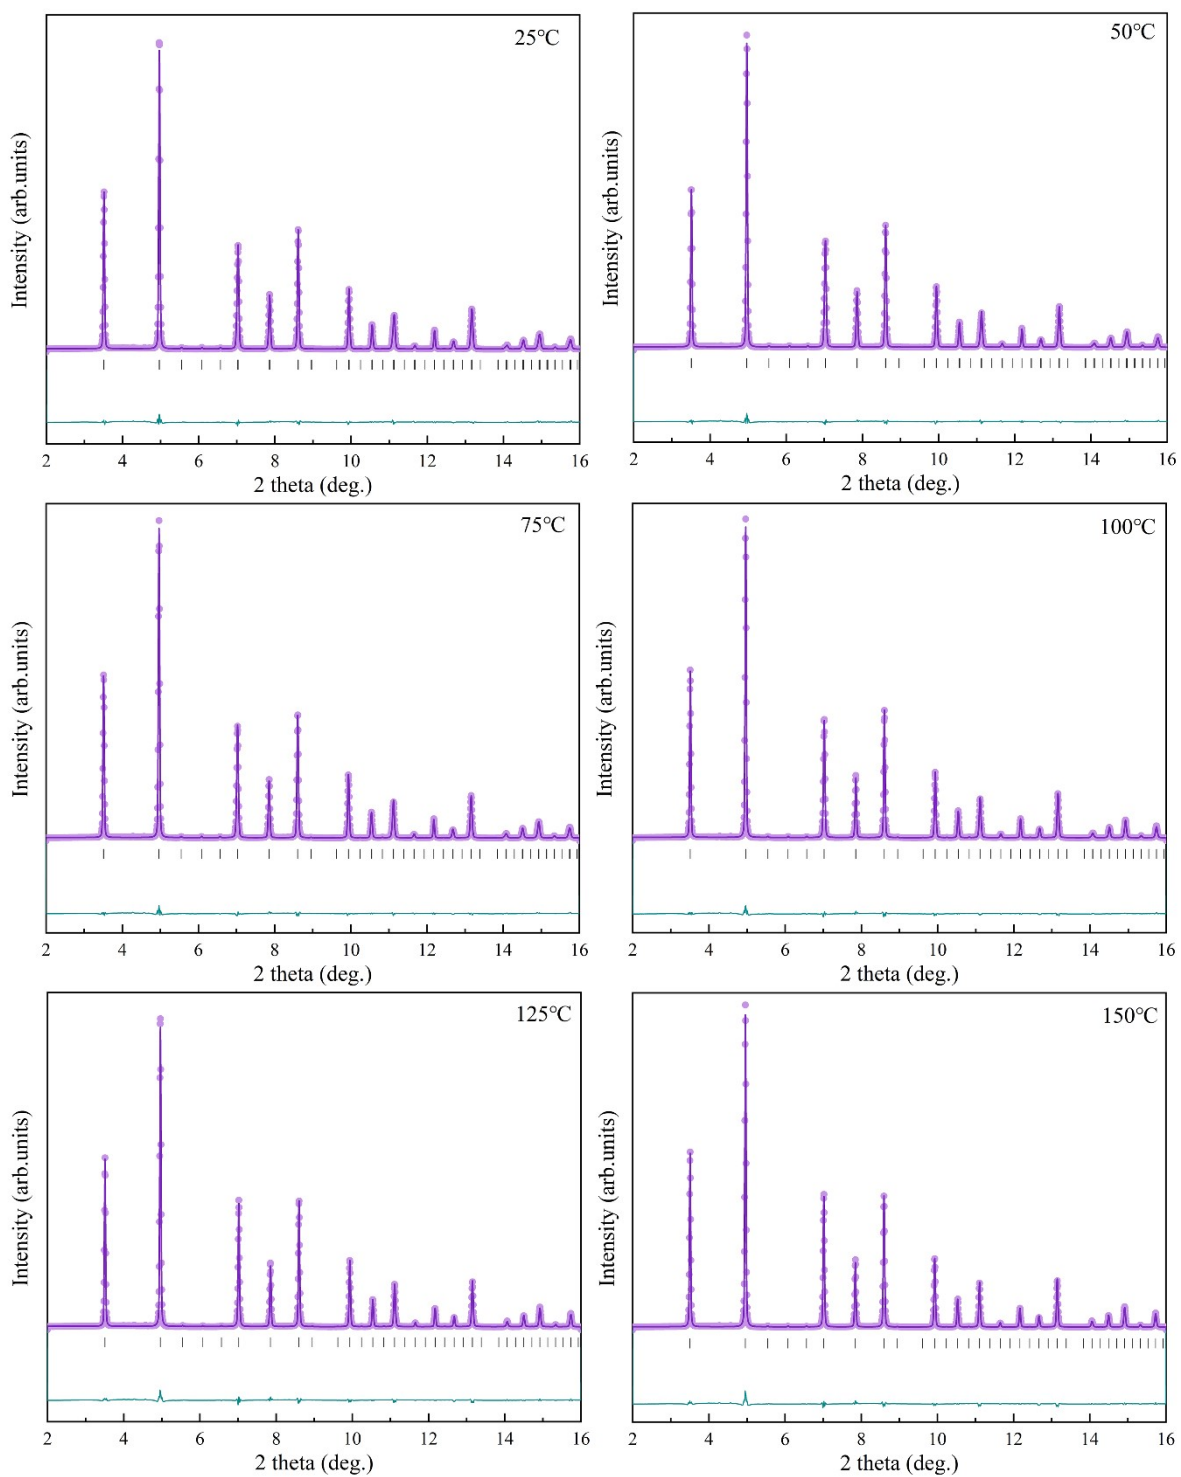 25℃
Intensity (arb.units)
2 4 6 8 10 12 14 16
2 theta (deg.)
50℃
Intensity (arb.units)
2 4 6 8 10 12 14 16
2 theta (deg.)
75℃
Intensity (arb.units)
2 4 6 8 10 12 14 16
2 theta (deg.)
100℃
Intensity (arb.units)
2 4 6 8 10 12 14 16
2 theta (deg.)
125℃
Intensity (arb.units)
2 4 6 8 10 12 14 16
2 theta (deg.)
150℃
Intensity (arb.units)
2 4 6 8 10 12 14 16
2 theta (deg.)